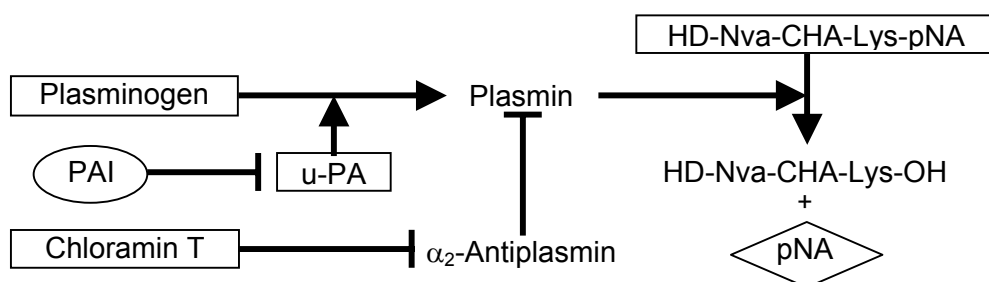 HD-Nva-CHA-Lys-pNA
Plasminogen
Plasmin
PAI
u-PA
HD-Nva-CHA-Lys-OH
+
Chloramin T
α₂-Antiplasmin
pNA